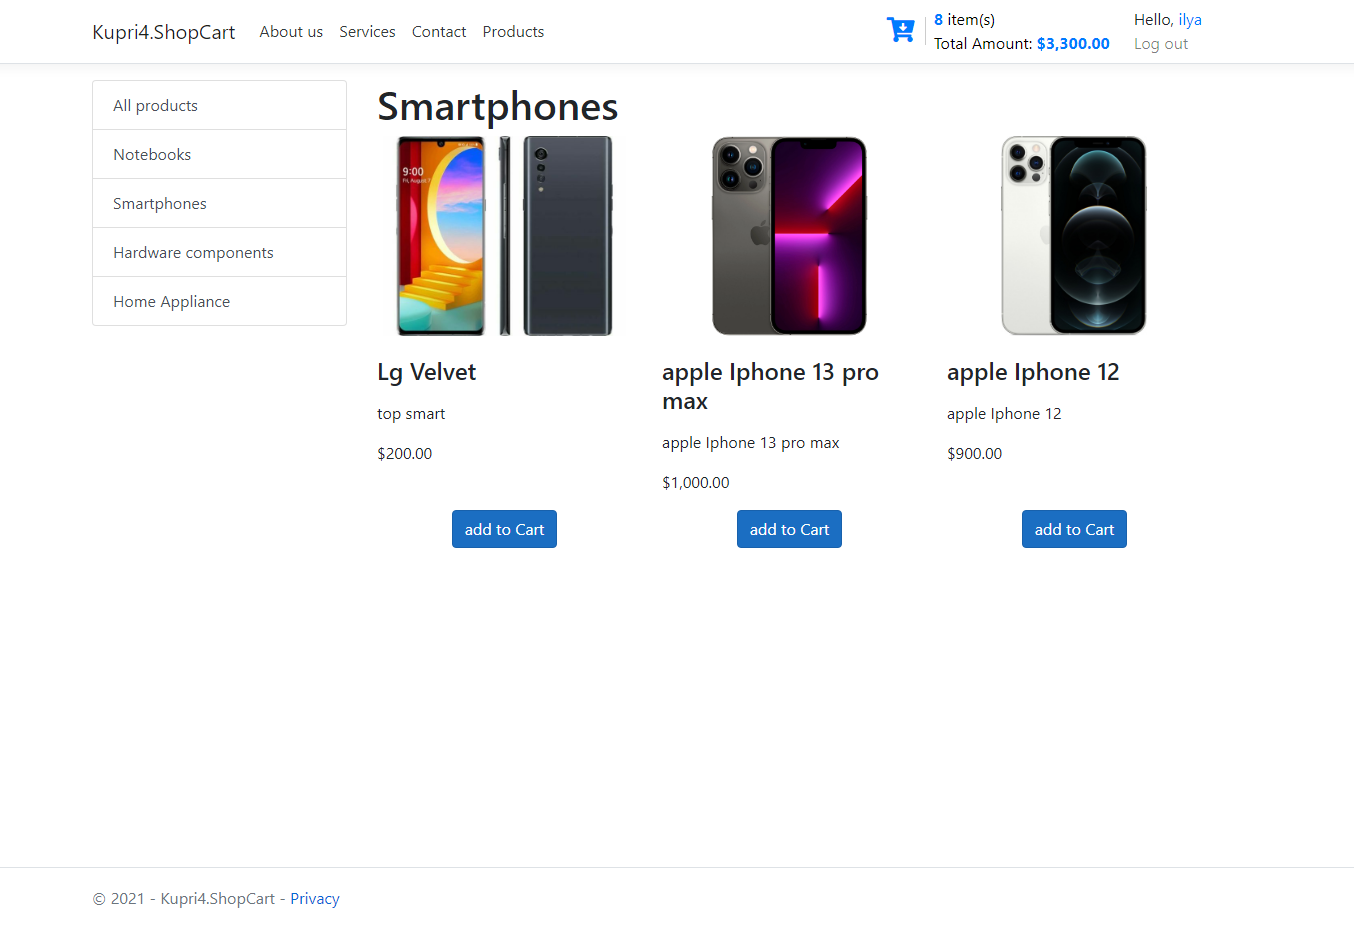 Kupri4.ShopCart About us Services Contact Products
8 item(s)
Total Amount: $3,300.00
Hello, ilya
Log out
All products
Notebooks
Smartphones
Hardware components
Home Appliance
Smartphones
9:00
Lg Velvet
top smart
$200.00
add to Cart
apple Iphone 13 pro
max
apple Iphone 13 pro max
$1,000.00
add to Cart
apple Iphone 12
apple Iphone 12
$900.00
add to Cart
© 2021 - Kupri4.ShopCart - Privacy